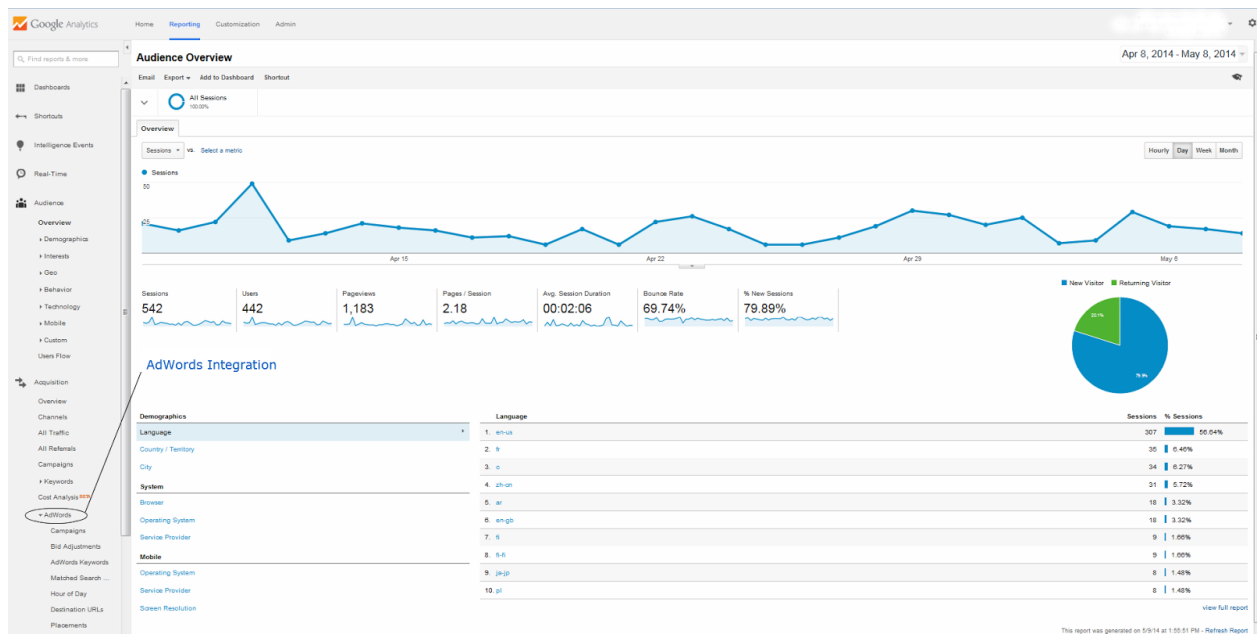 Google Analytics
Home Reporting Customization Admin
Find reports & more
Audience Overview
Apr 8, 2014 - May 8, 2014
Email Export Add to Dashboard Shortcut
All Sessions
100.00%
Overview
Sessions vs. Select a metric
Hourly Day Week Month
Sessions
50
25
Apr 15 Apr 22 Apr 29 May 6
Dashboards
Shortcuts
Intelligence Events
Real-Time
Audience
Overview
Demographics
Interests
Geo
Behavior
Technology
Mobile
Custom
Users Flow
Acquisition
Overview
Channels
All Traffic
All Referrals
Campaigns
Keywords
Cost Analysis BETA
AdWords
Campaigns
Bid Adjustments
AdWords Keywords
Matched Search ...
Hour of Day
Destination URLs
Placements
Sessions Users Pageviews Pages / Session Avg. Session Duration Bounce Rate % New Sessions
542 442 1,183 2.18 00:02:06 69.74% 79.89%
New Visitor Returning Visitor
20.1%
79.9%
AdWords Integration
Demographics
Language
Country / Territory
City
System
Browser
Operating System
Service Provider
Mobile
Operating System
Service Provider
Screen Resolution
Language Sessions % Sessions
1. en-us 307 56.64%
2. fr 35 6.46%
3. c 34 6.27%
4. zh-cn 31 5.72%
5. ar 18 3.32%
6. en-gb 18 3.32%
7. fi 9 1.66%
8. fi-fi 9 1.66%
9. ja-jp 8 1.48%
10. pl 8 1.48%
view full report
This report was generated on 5/9/14 at 1:55:51 PM - Refresh Report